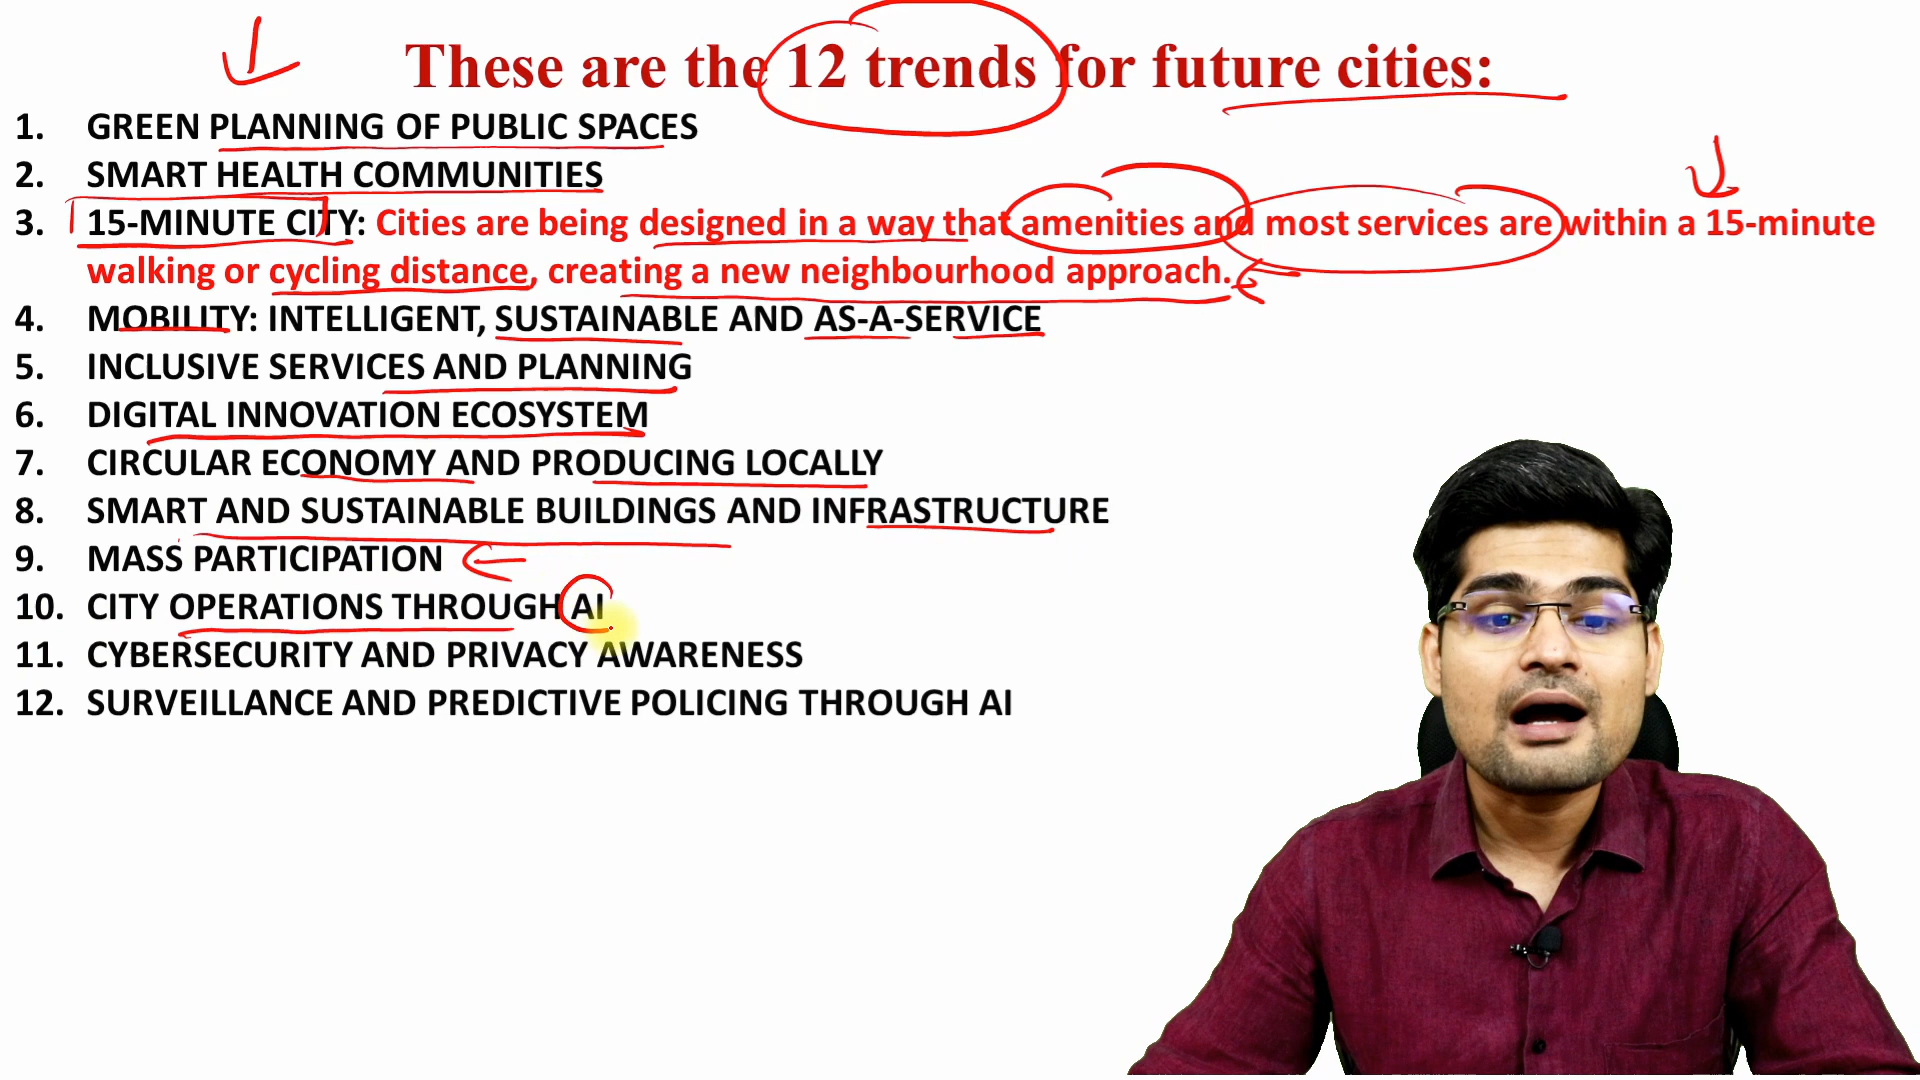 These are the 12 trends for future cities:
1. GREEN PLANNING OF PUBLIC SPACES
2. SMART HEALTH COMMUNITIES
3. 15-MINUTE CITY: Cities are being designed in a way that amenities and most services are within a 15-minute
walking or cycling distance, creating a new neighbourhood approach.
4. MOBILITY: INTELLIGENT, SUSTAINABLE AND AS-A-SERVICE
5. INCLUSIVE SERVICES AND PLANNING
6. DIGITAL INNOVATION ECOSYSTEM
7. CIRCULAR ECONOMY AND PRODUCING LOCALLY
8. SMART AND SUSTAINABLE BUILDINGS AND INFRASTRUCTURE
9. MASS PARTICIPATION
10. CITY OPERATIONS THROUGH AI
11. CYBERSECURITY AND PRIVACY AWARENESS
12. SURVEILLANCE AND PREDICTIVE POLICING THROUGH AI